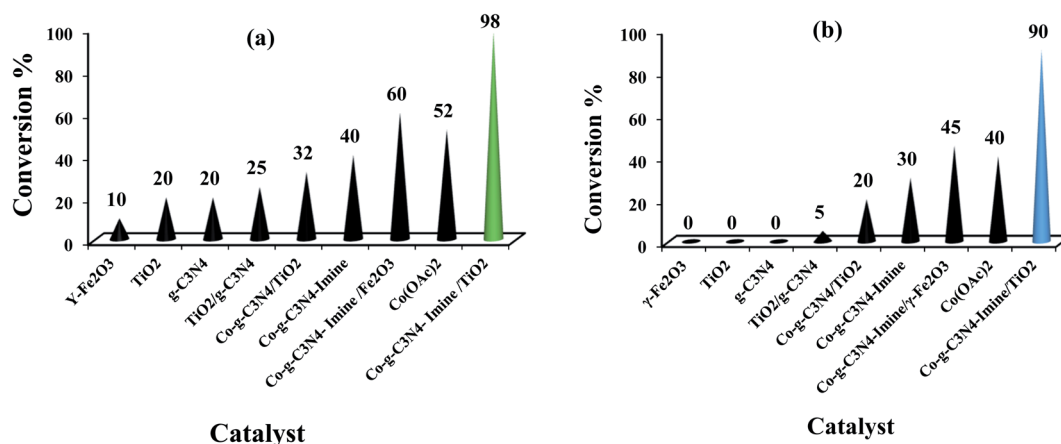 (a)
Conversion %
100
80
60
40
20
0
10
20
20
25
32
40
60
52
98
Y-Fe2O3
TiO2
g-C3N4
TiO2/g-C3N4
Co-g-C3N4/TiO2
Co-g-C3N4-Imine
Co-g-C3N4- Imine /Fe2O3
Co(OAc)2
Co-g-C3N4- Imine /TiO2
Catalyst
(b)
Conversion %
100
80
60
40
20
0
0
0
0
5
20
30
45
40
90
γ-Fe2O3
TiO2
g-C3N4
TiO2/g-C3N4
Co-g-C3N4/TiO2
Co-g-C3N4-Imine
Co-g-C3N4-Imine/γ-Fe2O3
Co(OAc)2
Co-g-C3N4-Imine/TiO2
Catalyst